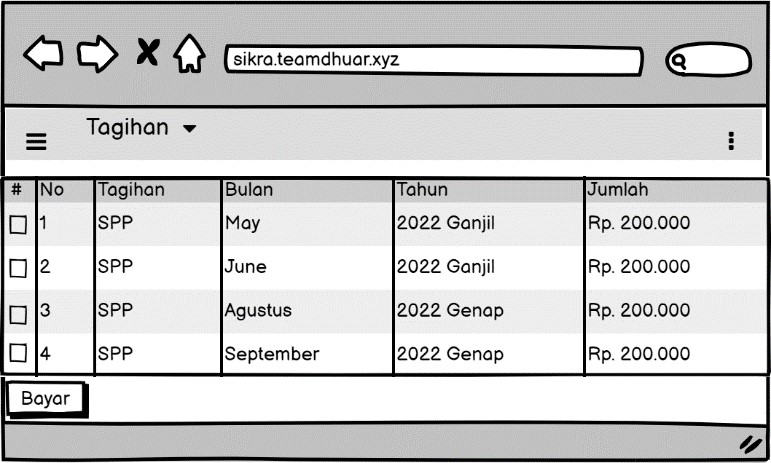 sikra.teamdhuar.xyz
Tagihan
# No Tagihan Bulan Tahun Jumlah
1 SPP May 2022 Ganjil Rp. 200.000
2 SPP June 2022 Ganjil Rp. 200.000
3 SPP Agustus 2022 Genap Rp. 200.000
4 SPP September 2022 Genap Rp. 200.000
Bayar